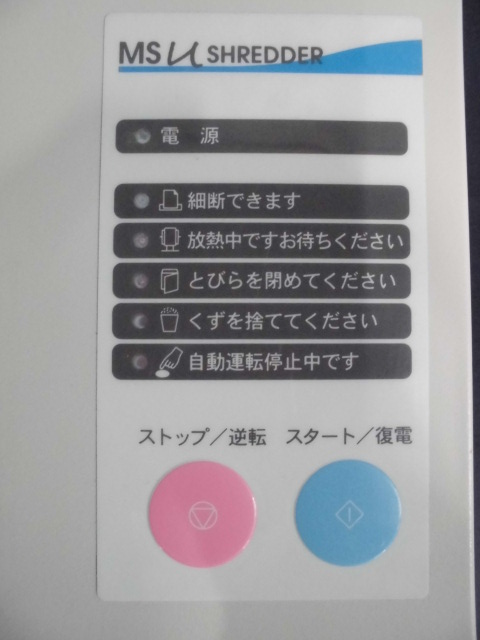 MSμ SHREDDER
電 源
細断できます
放熱中ですお待ちください
とびらを閉めてください
くずを捨ててください
自動運転停止中です
ストップ／逆転 スタート／復電